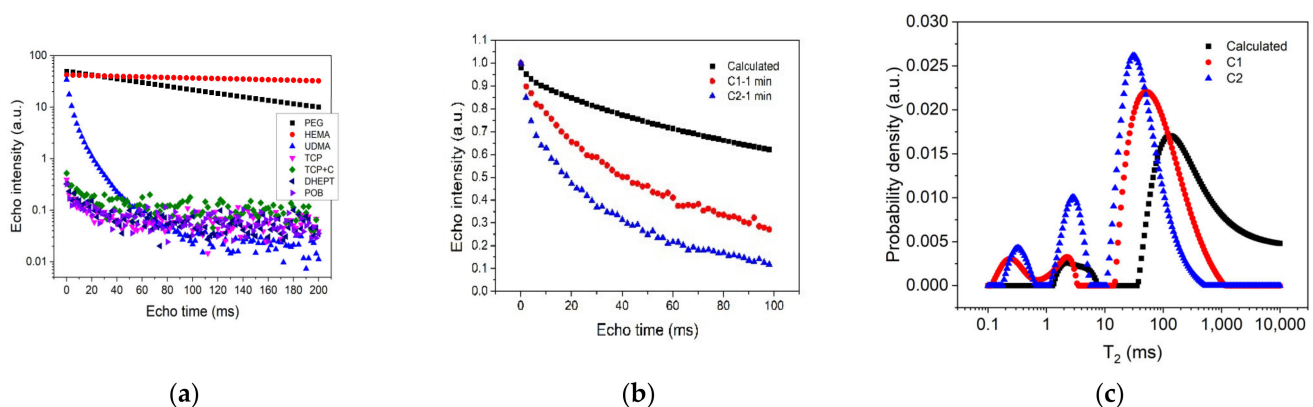 100
10
1
0.1
0.01
Echo intensity (a.u.)
PEG
HEMA
UDMA
TCP
TCP+C
DHEPT
POB
0 20 40 60 80 100 120 140 160 180 200
Echo time (ms)
(a)
1.1
1.0
0.9
0.8
0.7
0.6
0.5
0.4
0.3
0.2
0.1
0.0
Echo intensity (a.u.)
Calculated
C1-1 min
C2-1 min
0 20 40 60 80 100
Echo time (ms)
(b)
0.030
0.025
0.020
0.015
0.010
0.005
0.000
Probability density (a.u.)
Calculated
C1
C2
0.1 1 10 100 1,000 10,000
T2 (ms)
(c)